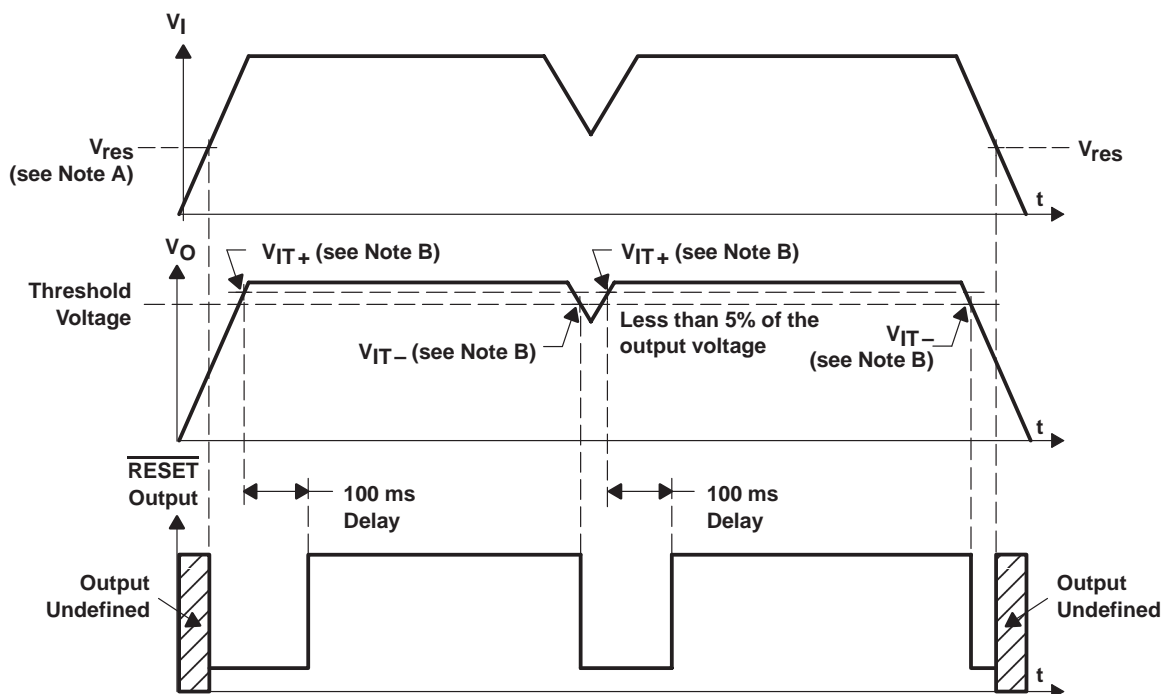 VI
Vres
(see Note A)
Vres
t
VO
VIT+ (see Note B)
VIT+ (see Note B)
Threshold
Voltage
Less than 5% of the
output voltage
VIT– (see Note B)
VIT–
(see Note B)
t
RESET
Output
100 ms
Delay
100 ms
Delay
Output
Undefined
Output
Undefined
t